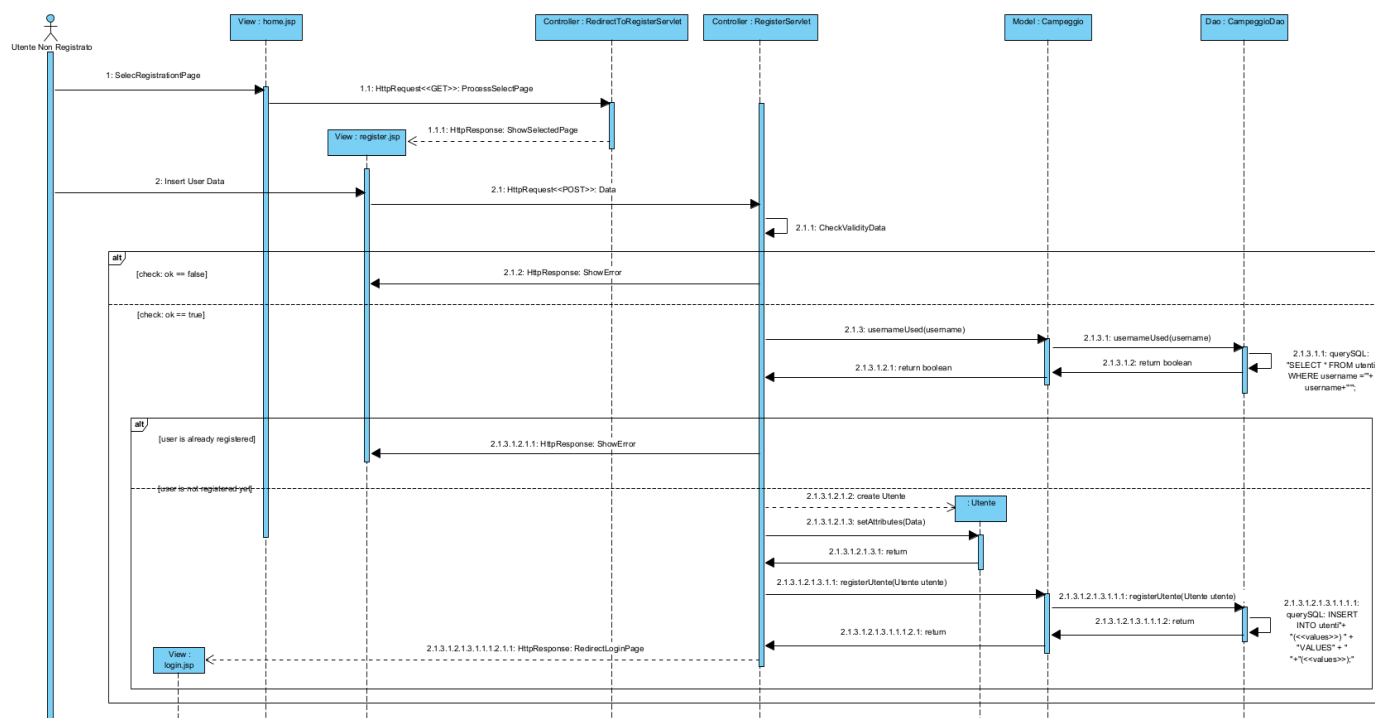 View : home.jsp
Controller : RedirectToRegisterServlet
Controller : RegisterServlet
Model : Campeggio
Dao : CampeggioDao
Utente Non Registrato
1: SelecRegistrationtPage
1.1: HttpRequest<<GET>>: ProcessSelectPage
1.1.1: HttpResponse: ShowSelectedPage
View : register.jsp
2: Insert User Data
2.1: HttpRequest<<POST>>: Data
2.1.1: CheckValidityData
alt
[check: ok == false]
2.1.2: HttpResponse: ShowError
[check: ok == true]
2.1.3: usernameUsed(username)
2.1.3.1: usernameUsed(username)
2.1.3.1.1: querySQL:
"SELECT * FROM utenti
WHERE username ='"+
username+"'";
2.1.3.1.2: return boolean
2.1.3.1.2.1: return boolean
alt
[user is already registered]
2.1.3.1.2.1.1: HttpResponse: ShowError
[user is not registered yet]
2.1.3.1.2.1.2: create Utente
: Utente
2.1.3.1.2.1.3: setAttributes(Data)
2.1.3.1.2.1.3.1: return
2.1.3.1.2.1.3.1.1: registerUtente(Utente utente)
2.1.3.1.2.1.3.1.1.1: registerUtente(Utente utente)
2.1.3.1.2.1.3.1.1.1.1:
querySQL: INSERT
INTO utenti"+
"(<<values>>) " +
"VALUES" + "
"+"(<<values>>);"
2.1.3.1.2.1.3.1.1.1.2: return
2.1.3.1.2.1.3.1.1.1.2.1: return
2.1.3.1.2.1.3.1.1.1.2.1.1: HttpResponse: RedirectLoginPage
View :
login.jsp